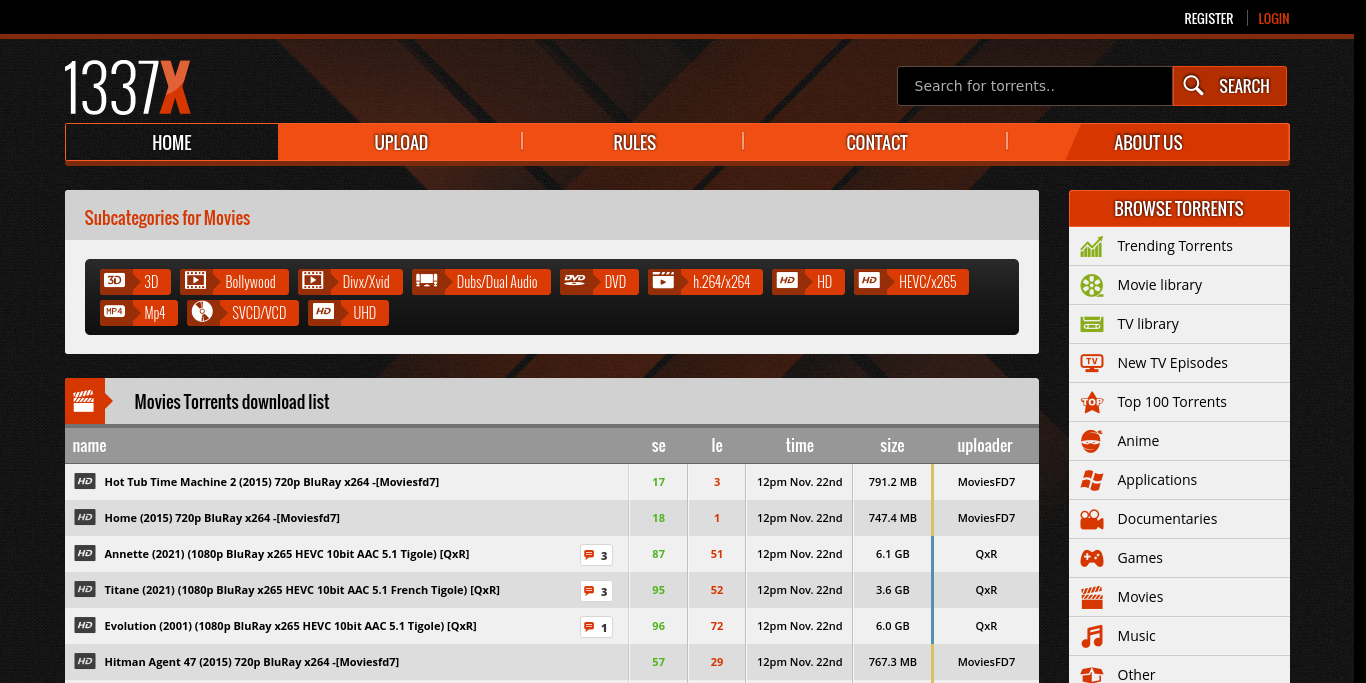 REGISTER LOGIN
1337X
Search for torrents.. SEARCH
HOME UPLOAD RULES CONTACT ABOUT US
Subcategories for Movies
3D 3D Bollywood Divx/Xvid Dubs/Dual Audio DVD DVD h.264/x264 HD HD HD HEVC/x265
MP4 Mp4 SVCD/VCD HD UHD
Movies Torrents download list
name se le time size uploader
HD Hot Tub Time Machine 2 (2015) 720p BluRay x264 -[Moviesfd7] 17 3 12pm Nov. 22nd 791.2 MB MoviesFD7
HD Home (2015) 720p BluRay x264 -[Moviesfd7] 18 1 12pm Nov. 22nd 747.4 MB MoviesFD7
HD Annette (2021) (1080p BluRay x265 HEVC 10bit AAC 5.1 Tigole) [QxR] 3 87 51 12pm Nov. 22nd 6.1 GB QxR
HD Titane (2021) (1080p BluRay x265 HEVC 10bit AAC 5.1 French Tigole) [QxR] 3 95 52 12pm Nov. 22nd 3.6 GB QxR
HD Evolution (2001) (1080p BluRay x265 HEVC 10bit AAC 5.1 Tigole) [QxR] 1 96 72 12pm Nov. 22nd 6.0 GB QxR
HD Hitman Agent 47 (2015) 720p BluRay x264 -[Moviesfd7] 57 29 12pm Nov. 22nd 767.3 MB MoviesFD7
BROWSE TORRENTS
Trending Torrents
Movie library
TV library
TV New TV Episodes
TOP Top 100 Torrents
Anime
Applications
Documentaries
Games
Movies
Music
Other